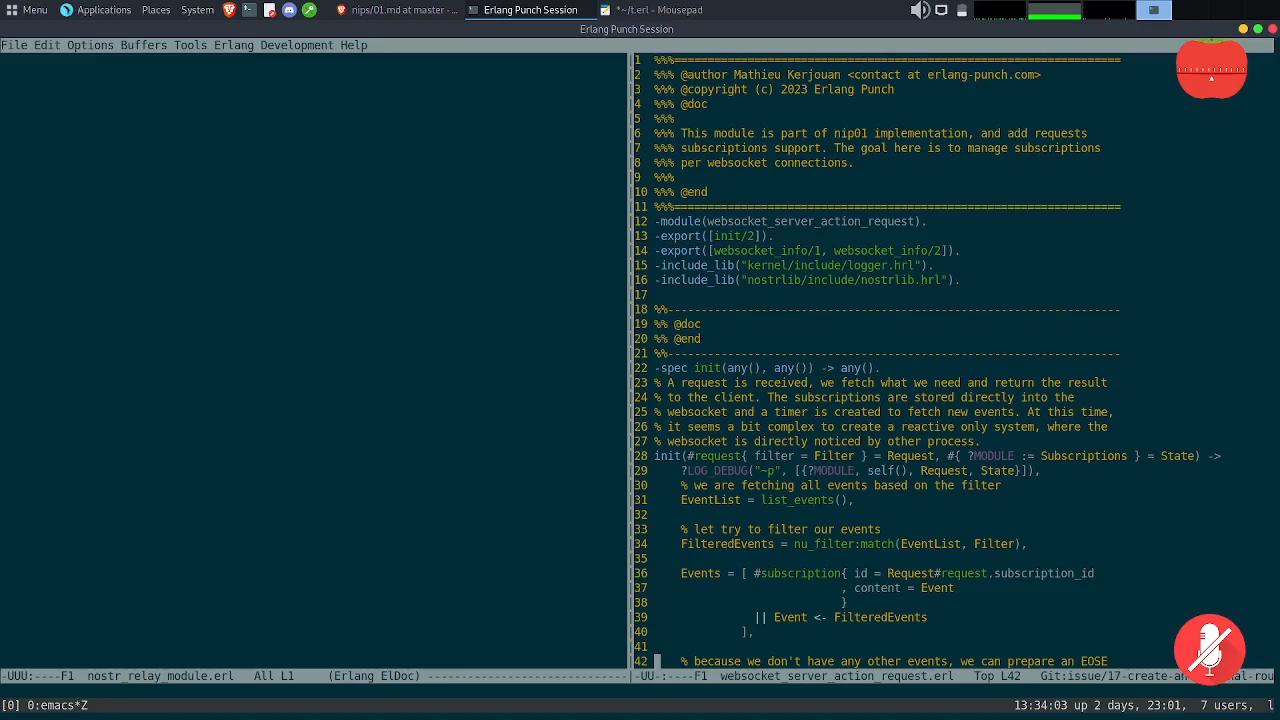 Menu Applications Places System nips/01.md at master · ... Erlang Punch Session *~/t.erl - Mousepad
Erlang Punch Session
File Edit Options Buffers Tools Erlang Development Help
1 %%%===================================================================
2 %%% @author Mathieu Kerjouan <contact at erlang-punch.com>
3 %%% @copyright (c) 2023 Erlang Punch
4 %%% @doc
5 %%%
6 %%% This module is part of nip01 implementation, and add requests
7 %%% subscriptions support. The goal here is to manage subscriptions
8 %%% per websocket connections.
9 %%%
10 %%% @end
11 %%%===================================================================
12 -module(websocket_server_action_request).
13 -export([init/2]).
14 -export([websocket_info/1, websocket_info/2]).
15 -include_lib("kernel/include/logger.hrl").
16 -include_lib("nostrlib/include/nostrlib.hrl").
17
18 %%--------------------------------------------------------------------
19 %% @doc
20 %% @end
21 %%--------------------------------------------------------------------
22 -spec init(any(), any()) -> any().
23 % A request is received, we fetch what we need and return the result
24 % to the client. The subscriptions are stored directly into the
25 % websocket and a timer is created to fetch new events. At this time,
26 % it seems a bit complex to create a reactive only system, where the
27 % websocket is directly noticed by other process.
28 init(#request{ filter = Filter } = Request, #{ ?MODULE := Subscriptions } = State) ->
29 ?LOG_DEBUG("~p", [{?MODULE, self(), Request, State}]),
30 % we are fetching all events based on the filter
31 EventList = list_events(),
32
33 % let try to filter our events
34 FilteredEvents = nu_filter:match(EventList, Filter),
35
36 Events = [ #subscription{ id = Request#request.subscription_id
37 , content = Event
38 }
39 || Event <- FilteredEvents
40 ],
41
42 % because we don't have any other events, we can prepare an EOSE
-UUU:----F1 nostr_relay_module.erl All L1 (Erlang ElDoc) ------------------------------
-UU-:----F1 websocket_server_action_request.erl Top L42 Git:issue/17-create-an-
nal-rou
[0] 0:emacs*Z 13:34:03 up 2 days, 23:01, 7 users, l